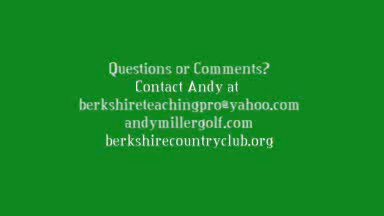 Questions or Comments?
Contact Andy at
berkshireteachingpro@yahoo.com
andymillergolf.com
berkshirecountryclub.org